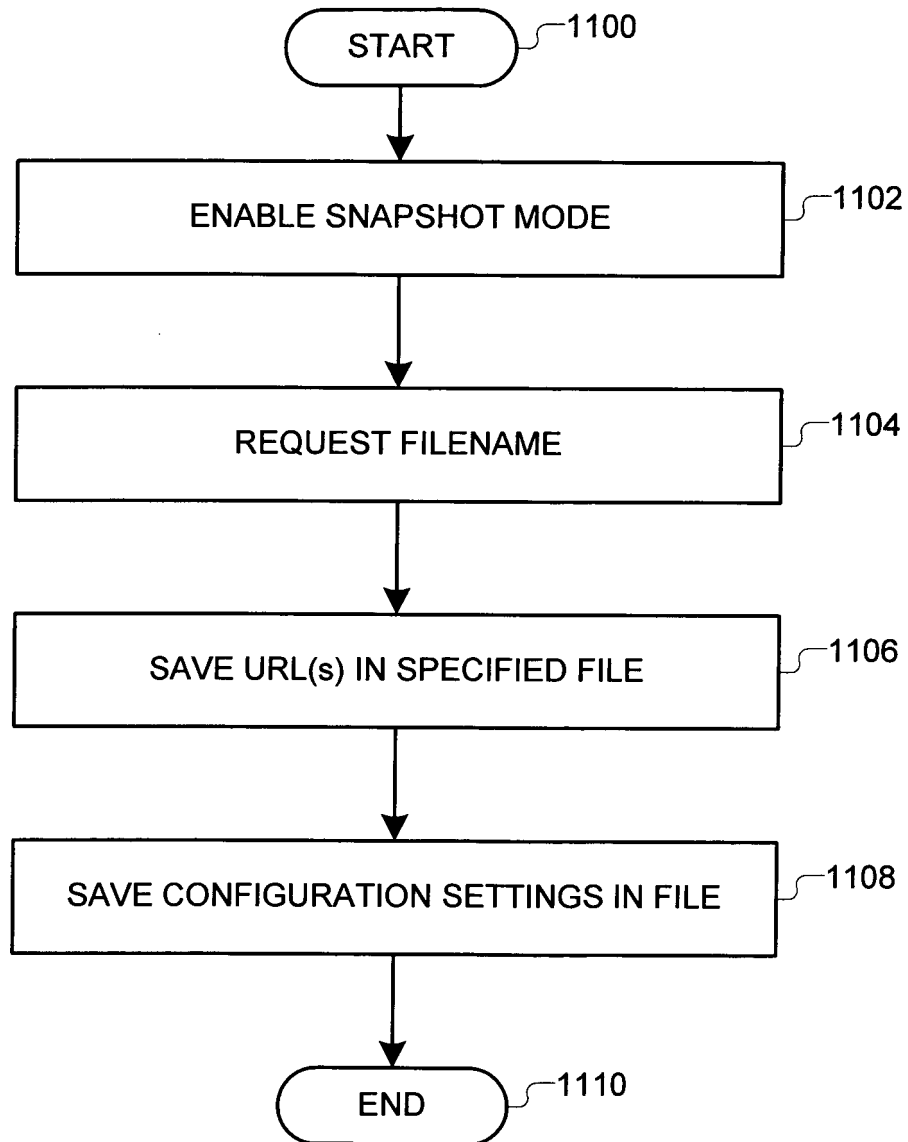 START
1100
ENABLE SNAPSHOT MODE
1102
REQUEST FILENAME
1104
SAVE URL(s) IN SPECIFIED FILE
1106
SAVE CONFIGURATION SETTINGS IN FILE
1108
END
1110